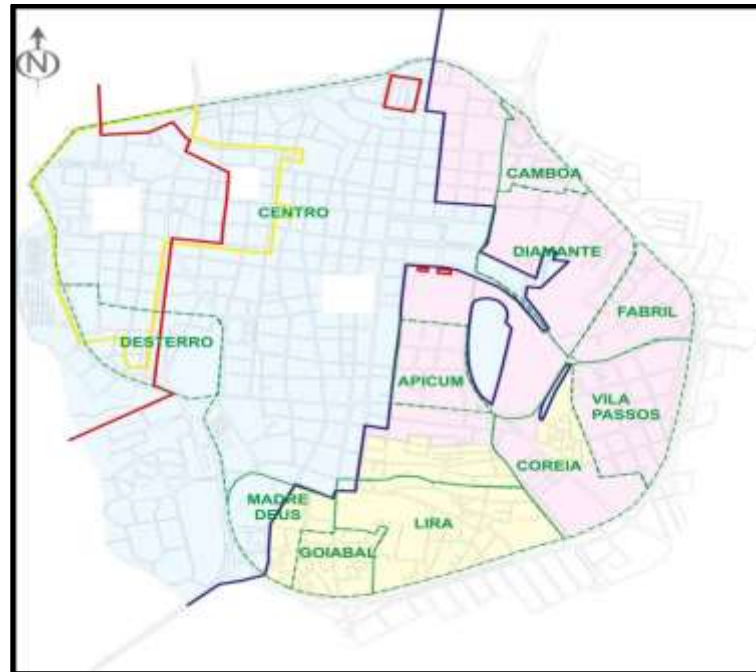 N
CAMBOA
CENTRO
DIAMANTE
FABRIL
DESTERRO
APICUM
VILA
PASSOS
COREIA
MADRE
DEUS
LIRA
GOIABAL